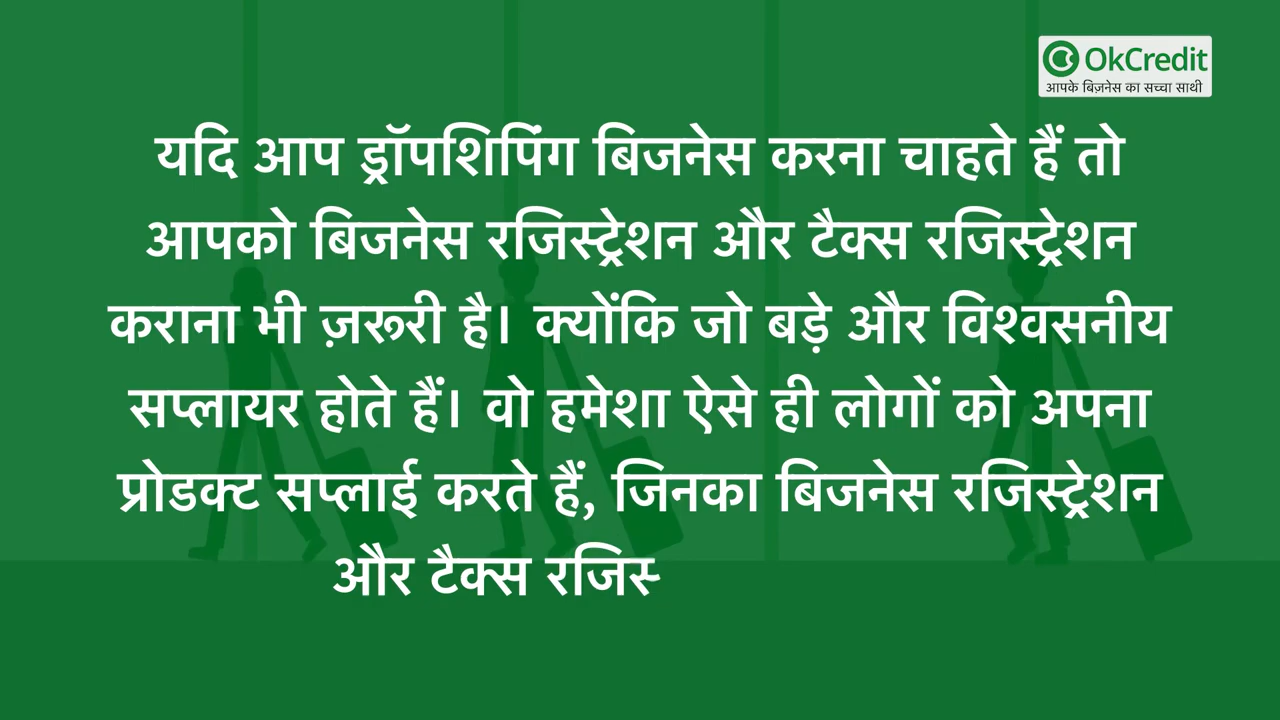 OkCredit
आपके बिज़नेस का सच्चा साथी
यदि आप ड्रॉपशिपिंग बिजनेस करना चाहते हैं तो
आपको बिजनेस रजिस्ट्रेशन और टैक्स रजिस्ट्रेशन
कराना भी ज़रूरी है। क्योंकि जो बड़े और विश्वसनीय
सप्लायर होते हैं। वो हमेशा ऐसे ही लोगों को अपना
प्रोडक्ट सप्लाई करते हैं, जिनका बिजनेस रजिस्ट्रेशन
और टैक्स रजिस्